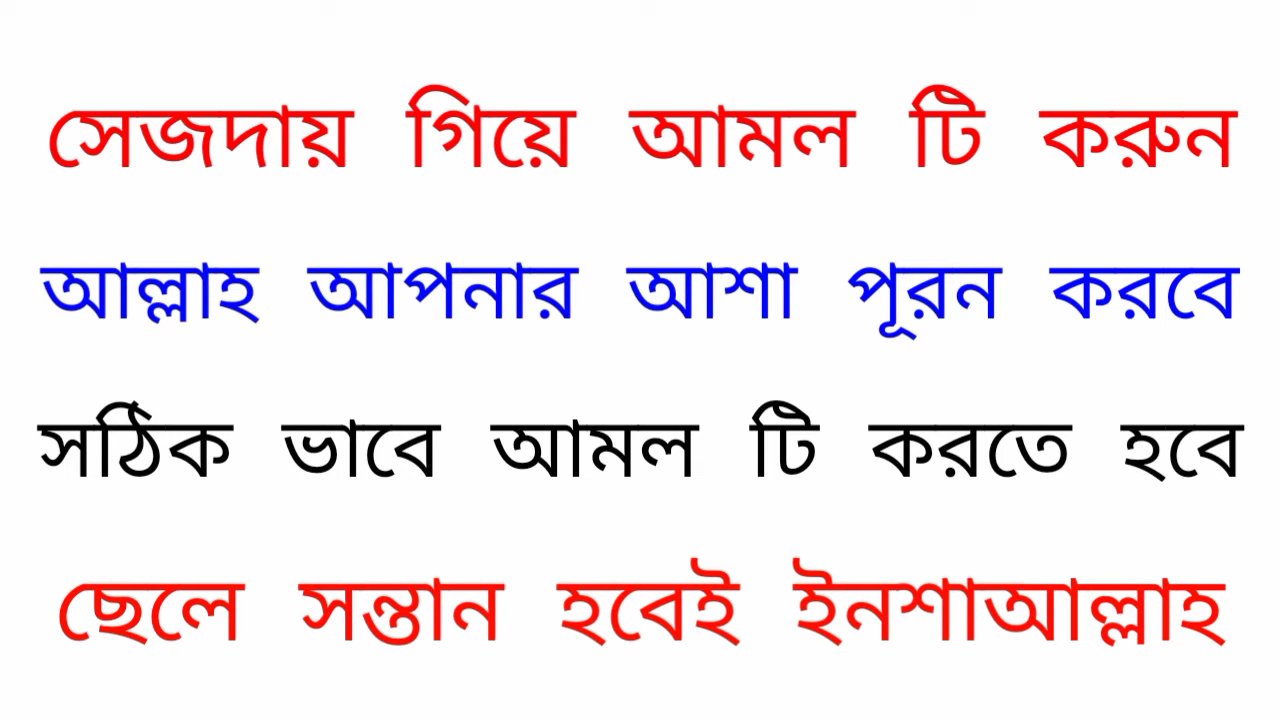 সেজদায় গিয়ে আমল টি করুন
আল্লাহ আপনার আশা পূরন করবে
সঠিক ভাবে আমল টি করতে হবে
ছেলে সন্তান হবেই ইনশাআল্লাহ